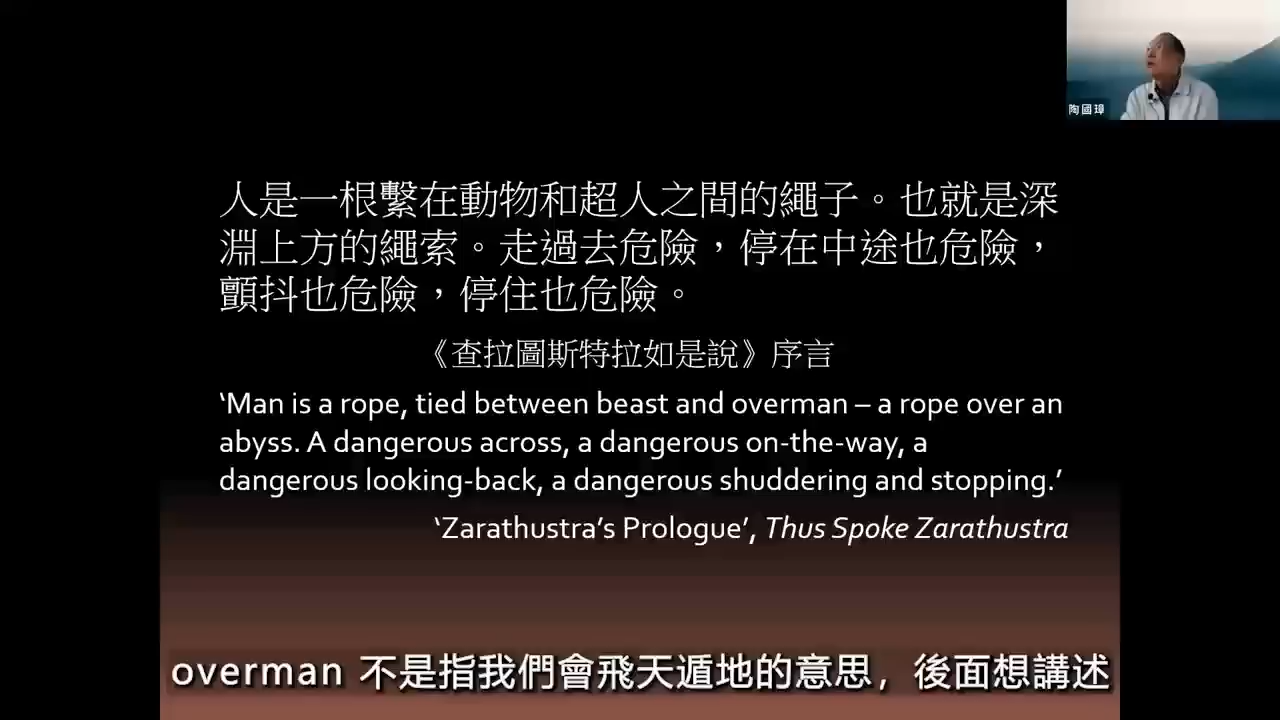 陶國璋
人是一根繫在動物和超人之間的繩子。也就是深
淵上方的繩索。走過去危險，停在中途也危險，
顫抖也危險，停住也危險。
《查拉圖斯特拉如是說》序言
‘Man is a rope, tied between beast and overman – a rope over an
abyss. A dangerous across, a dangerous on-the-way, a
dangerous looking-back, a dangerous shuddering and stopping.’
‘Zarathustra’s Prologue’, Thus Spoke Zarathustra
overman 不是指我們會飛天遁地的意思，後面想講述